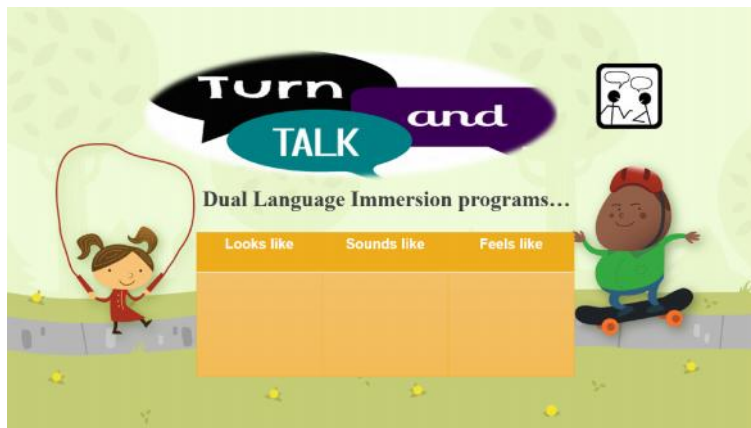 Turn
and
TALK
Dual Language Immersion programs...
Looks like Sounds like Feels like